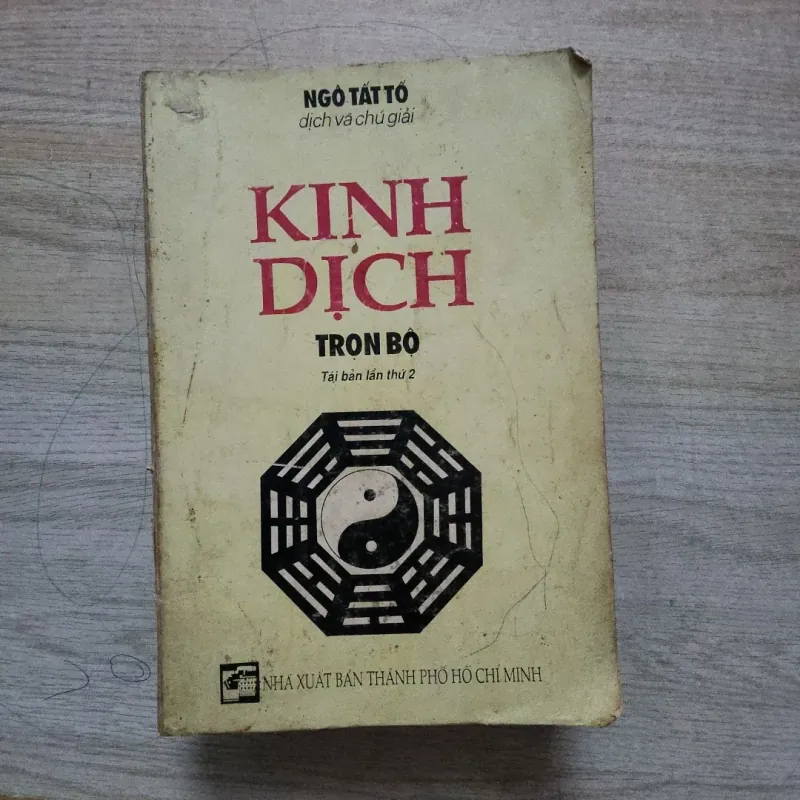 NGÔ TẤT TỐ
dịch và chú giải
KINH
DỊCH
TRỌN BỘ
Tái bản lần thứ 2
NHÀ XUẤT BẢN THÀNH PHỐ HỒ CHÍ MINH